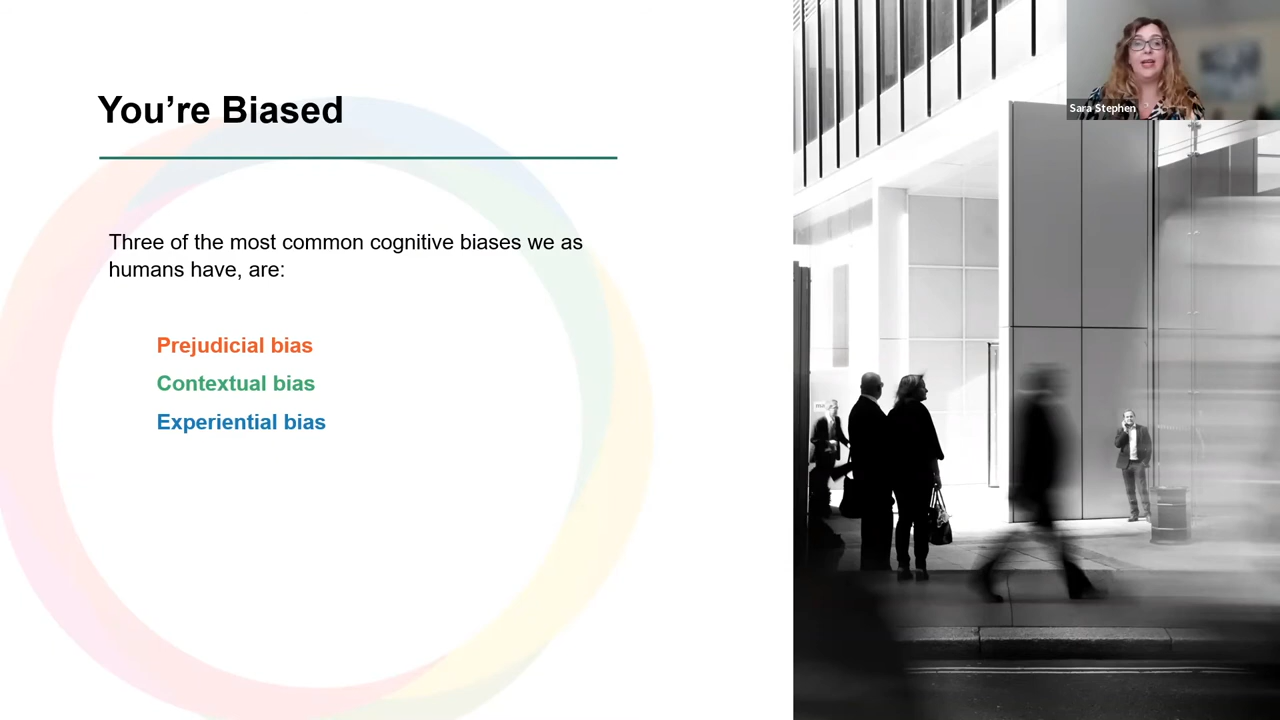 You’re Biased
Sara Stephen
Three of the most common cognitive biases we as
humans have, are:
Prejudicial bias
Contextual bias
Experiential bias